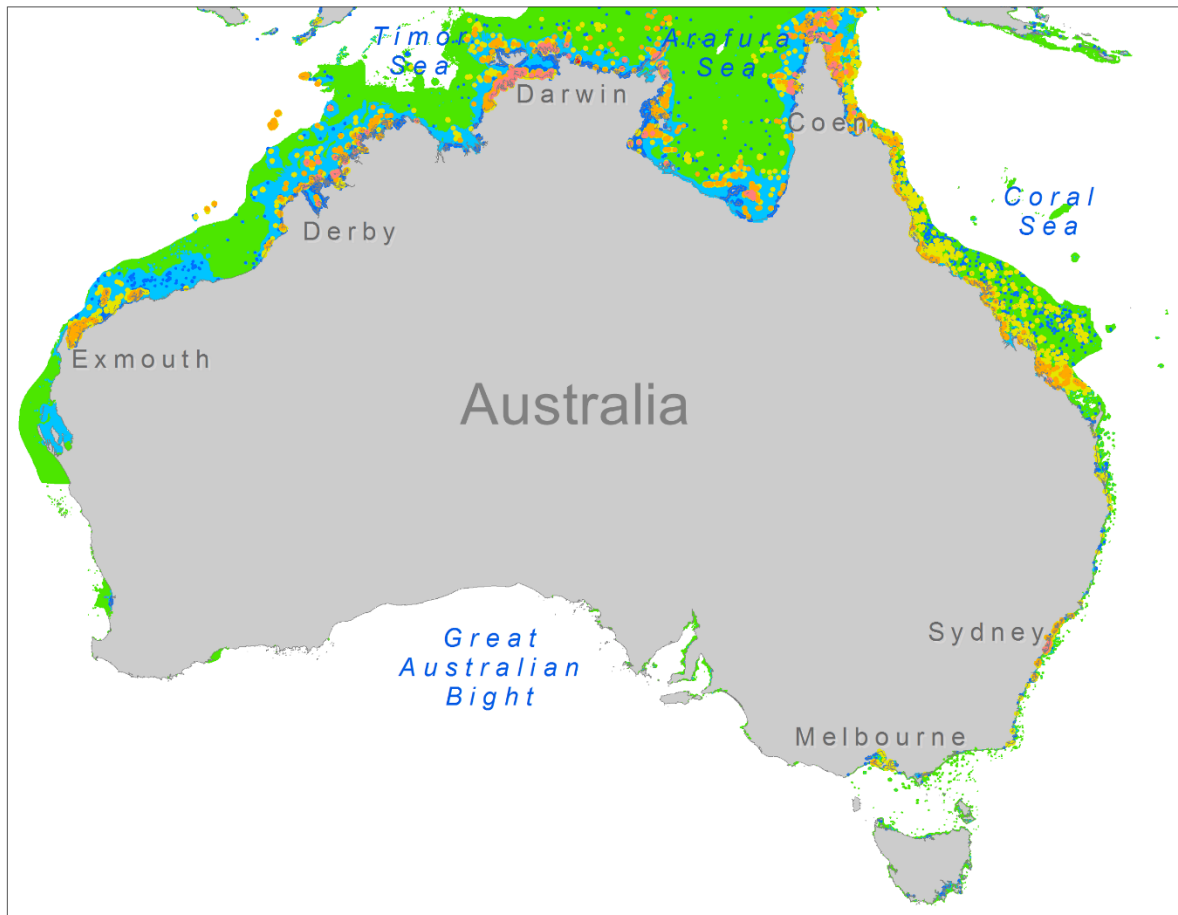 Timor
Sea
Arafura
Sea
Darwin
Coen
Coral
Sea
Derby
Exmouth
Australia
Sydney
Great
Australian
Bight
Melbourne